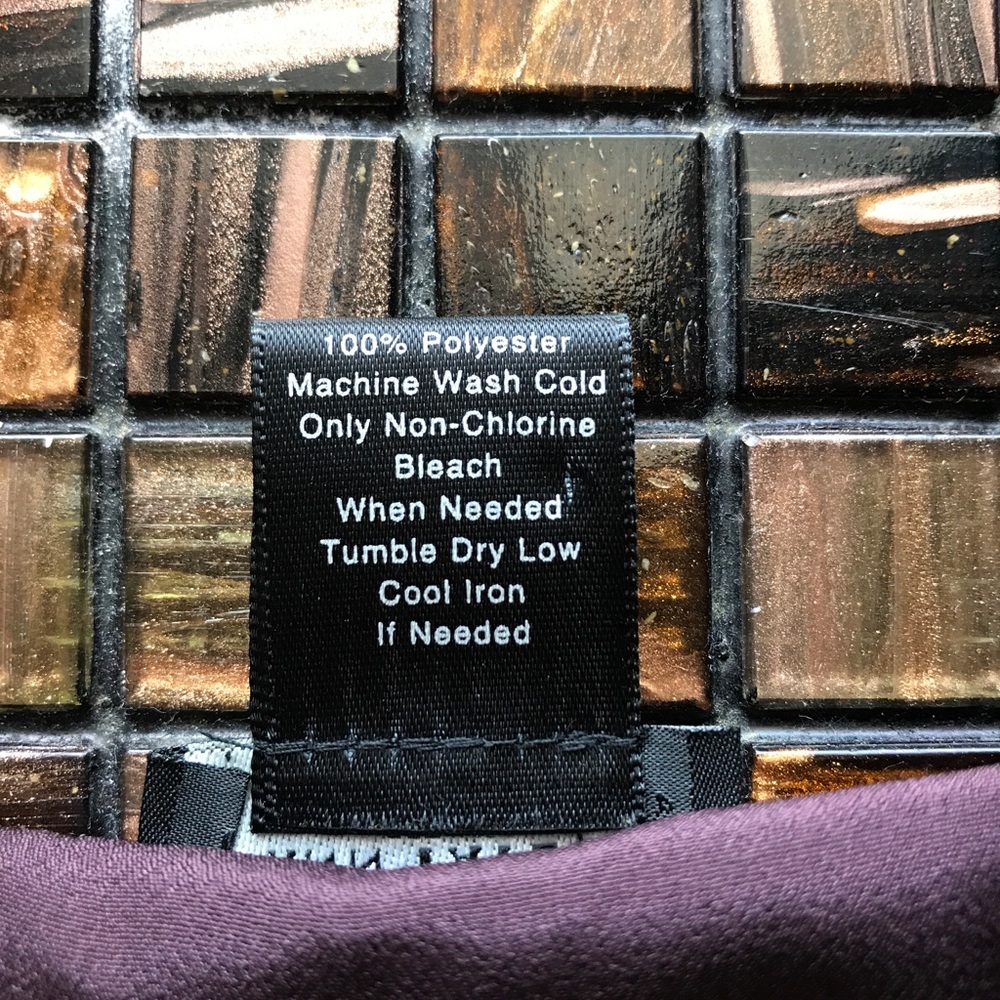 100% Polyester
Machine Wash Cold
Only Non-Chlorine
Bleach
When Needed
Tumble Dry Low
Cool Iron
If Needed